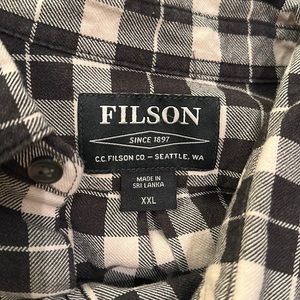 FILSON
SINCE 1897
C.C. FILSON CO. – SEATTLE, WA
MADE IN
SRI LANKA
XXL